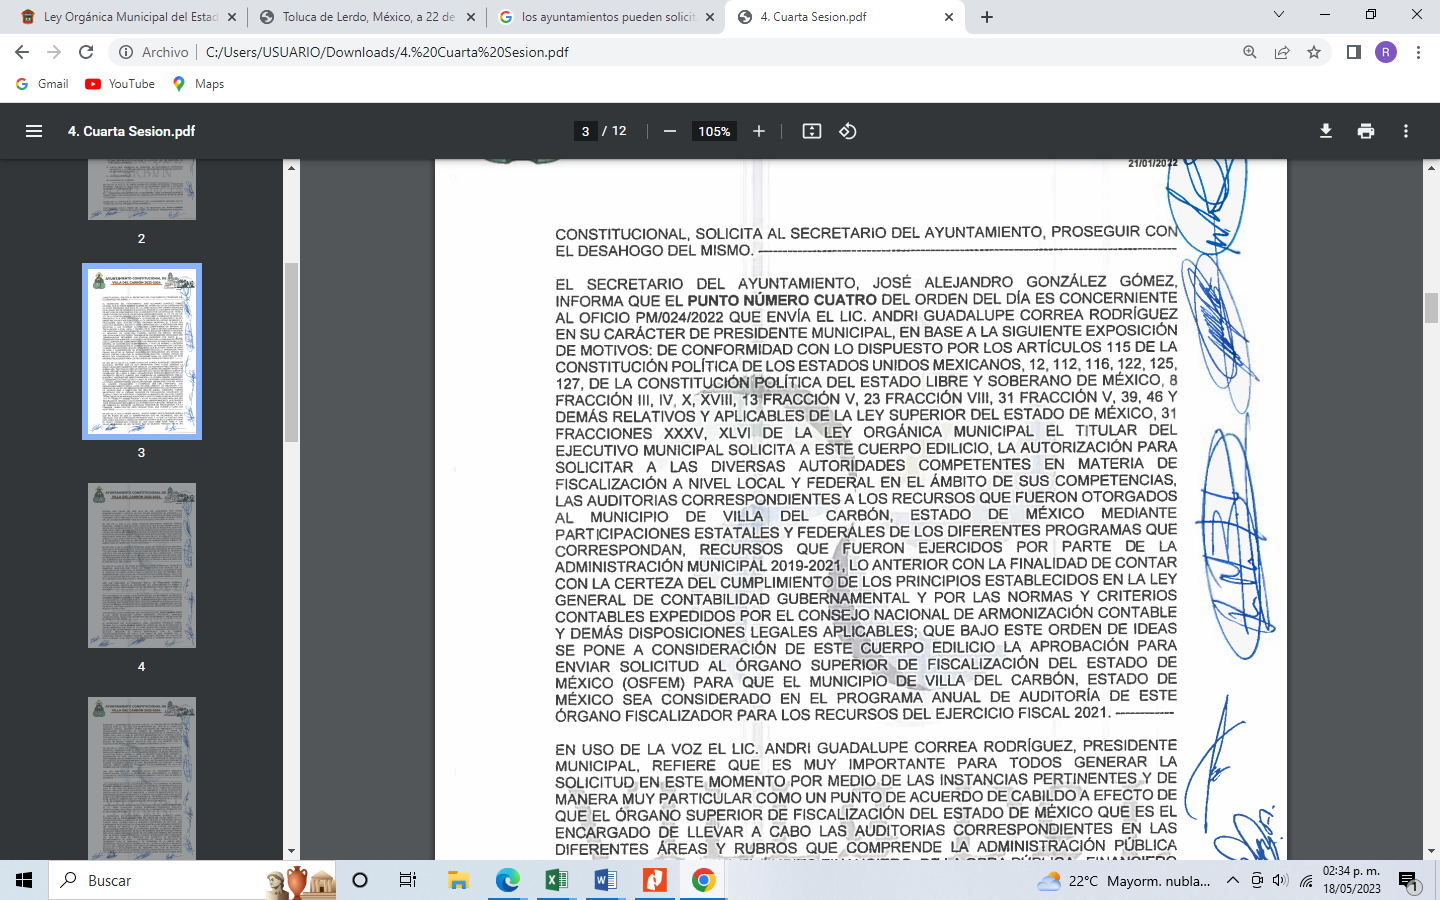 Ley Orgánica Municipal del Estad
Toluca de Lerdo, México, a 22 de
los ayuntamientos pueden solicit
4. Cuarta Sesion.pdf
Archivo
C:/Users/USUARIO/Downloads/4.%20Cuarta%20Sesion.pdf
R
Gmail
YouTube
Maps
4. Cuarta Sesion.pdf
3 / 12
105%
2
AYUNTAMIENTO CONSTITUCIONAL DE
VILLA DEL CARBÓN 2022-2024
3
4
21/01/2022
CONSTITUCIONAL, SOLICITA AL SECRETARIO DEL AYUNTAMIENTO, PROSEGUIR CON
EL DESAHOGO DEL MISMO.
EL SECRETARIO DEL AYUNTAMIENTO, JOSÉ ALEJANDRO GONZÁLEZ GÓMEZ,
INFORMA QUE EL PUNTO NÚMERO CUATRO DEL ORDEN DEL DÍA ES CONCERNIENTE
AL OFICIO PM/024/2022 QUE ENVÍA EL LIC. ANDRI GUADALUPE CORREA RODRÍGUEZ
EN SU CARÁCTER DE PRESIDENTE MUNICIPAL, EN BASE A LA SIGUIENTE EXPOSICIÓN
DE MOTIVOS: DE CONFORMIDAD CON LO DISPUESTO POR LOS ARTÍCULOS 115 DE LA
CONSTITUCIÓN POLÍTICA DE LOS ESTADOS UNIDOS MEXICANOS, 12, 112, 116, 122, 125,
127, DE LA CONSTITUCIÓN POLÍTICA DEL ESTADO LIBRE Y SOBERANO DE MÉXICO, 8
FRACCIÓN III, IV, X, XVIII, 13 FRACCIÓN V, 23 FRACCIÓN VIII, 31 FRACCIÓN V, 39, 46 Y
DEMÁS RELATIVOS Y APLICABLES DE LA LEY SUPERIOR DEL ESTADO DE MÉXICO, 31
FRACCIONES XXXV, XLVI DE LA LEY ORGÁNICA MUNICIPAL EL TITULAR DEL
EJECUTIVO MUNICIPAL SOLICITA A ESTE CUERPO EDILICIO, LA AUTORIZACIÓN PARA
SOLICITAR A LAS DIVERSAS AUTORIDADES COMPETENTES EN MATERIA DE
FISCALIZACIÓN A NIVEL LOCAL Y FEDERAL EN EL ÁMBITO DE SUS COMPETENCIAS,
LAS AUDITORIAS CORRESPONDIENTES A LOS RECURSOS QUE FUERON OTORGADOS
AL MUNICIPIO DE VILLA DEL CARBÓN, ESTADO DE MÉXICO MEDIANTE
PARTICIPACIONES ESTATALES Y FEDERALES DE LOS DIFERENTES PROGRAMAS QUE
CORRESPONDAN, RECURSOS QUE FUERON EJERCIDOS POR PARTE DE LA
ADMINISTRACIÓN MUNICIPAL 2019-2021, LO ANTERIOR CON LA FINALIDAD DE CONTAR
CON LA CERTEZA DEL CUMPLIMIENTO DE LOS PRINCIPIOS ESTABLECIDOS EN LA LEY
GENERAL DE CONTABILIDAD GUBERNAMENTAL Y POR LAS NORMAS Y CRITERIOS
CONTABLES EXPEDIDOS POR EL CONSEJO NACIONAL DE ARMONIZACIÓN CONTABLE
Y DEMÁS DISPOSICIONES LEGALES APLICABLES; QUE BAJO ESTE ORDEN DE IDEAS
SE PONE A CONSIDERACIÓN DE ESTE CUERPO EDILICIO LA APROBACIÓN PARA
ENVIAR SOLICITUD AL ÓRGANO SUPERIOR DE FISCALIZACIÓN DEL ESTADO DE
MÉXICO (OSFEM) PARA QUE EL MUNICIPIO DE VILLA DEL CARBÓN, ESTADO DE
MÉXICO SEA CONSIDERADO EN EL PROGRAMA ANUAL DE AUDITORÍA DE ESTE
ÓRGANO FISCALIZADOR PARA LOS RECURSOS DEL EJERCICIO FISCAL 2021. ------------
EN USO DE LA VOZ EL LIC. ANDRI GUADALUPE CORREA RODRÍGUEZ, PRESIDENTE
MUNICIPAL, REFIERE QUE ES MUY IMPORTANTE PARA TODOS GENERAR LA
SOLICITUD EN ESTE MOMENTO POR MEDIO DE LAS INSTANCIAS PERTINENTES Y DE
MANERA MUY PARTICULAR COMO UN PUNTO DE ACUERDO DE CABILDO A EFECTO DE
QUE EL ÓRGANO SUPERIOR DE FISCALIZACIÓN DEL ESTADO DE MÉXICO QUE ES EL
ENCARGADO DE LLEVAR A CABO LAS AUDITORIAS CORRESPONDIENTES EN LAS
DIFERENTES ÁREAS Y RUBROS QUE COMPRENDE LA ADMINISTRACIÓN PÚBLICA
Buscar
22°C Mayorm. nubla...
02:34 p. m.
18/05/2023
1